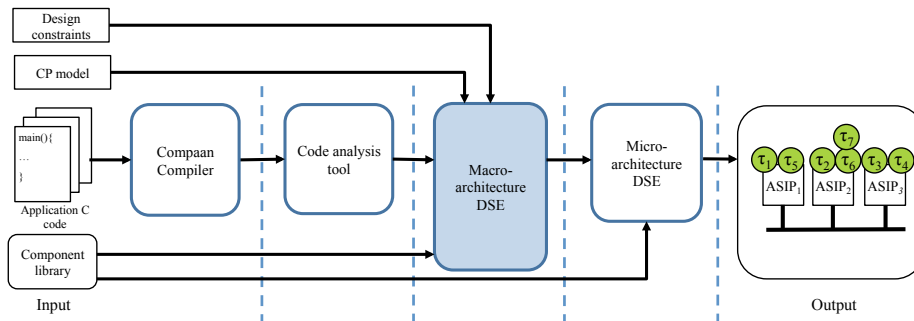 Design
constraints
CP model
main(){
...
}
Application C
code
Component
library
Input
Compaan
Compiler
Code analysis
tool
Macro-
architecture
DSE
Micro-
architecture
DSE
τ7
τ1 τ5 τ2 τ6 τ3 τ4
ASIP1 ASIP2 ASIP3
Output